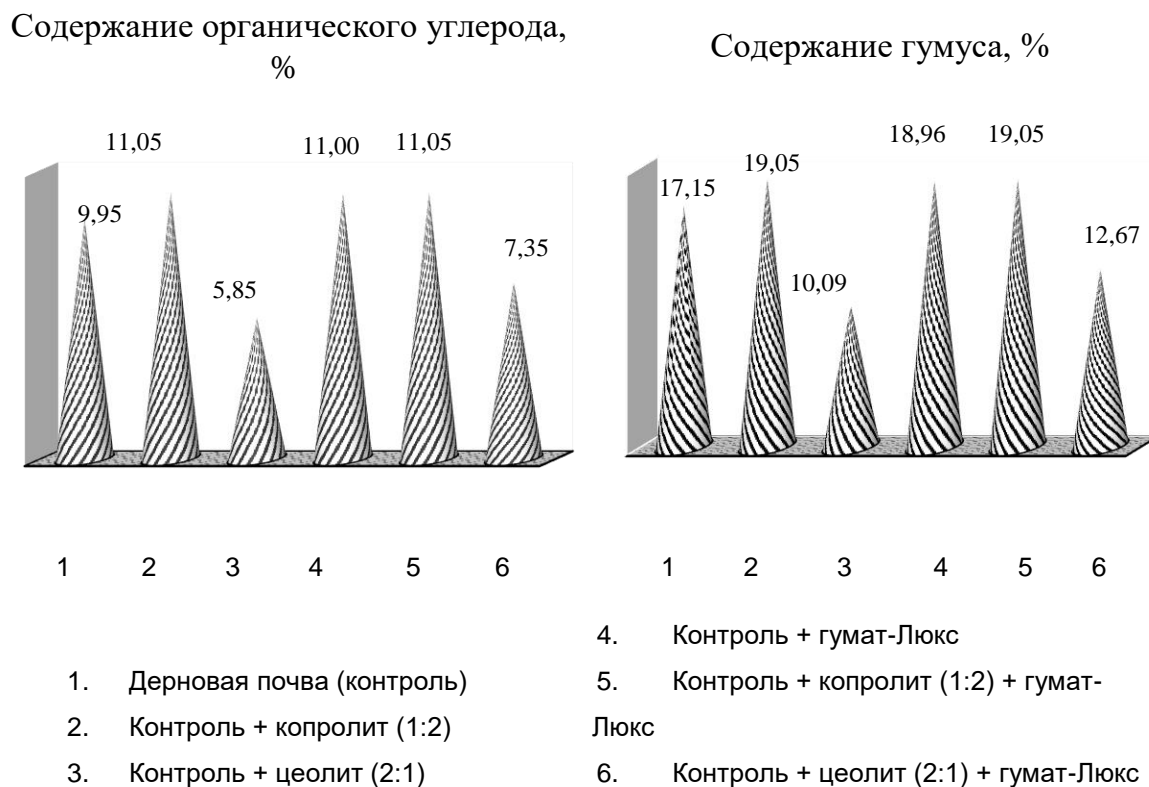 Содержание органического углерода,
%
11,05
11,00
11,05
9,95
5,85
7,35
1 2 3 4 5 6
Содержание гумуса, %
18,96
19,05
19,05
17,15
12,67
10,09
1 2 3 4 5 6
1. Дерновая почва (контроль)
2. Контроль + копролит (1:2)
3. Контроль + цеолит (2:1)
4. Контроль + гумат-Люкс
5. Контроль + копролит (1:2) + гумат-
Люкс
6. Контроль + цеолит (2:1) + гумат-Люкс